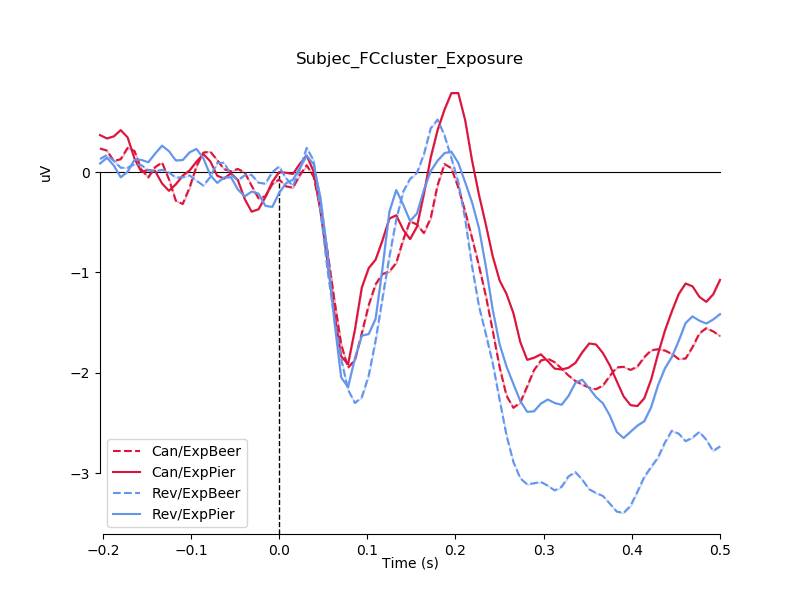 Subjec_FCcluster_Exposure
uV
0
−1
−2
−3
Can/ExpBeer
Can/ExpPier
Rev/ExpBeer
Rev/ExpPier
−0.2 −0.1 0.0 0.1 0.2 0.3 0.4 0.5
Time (s)